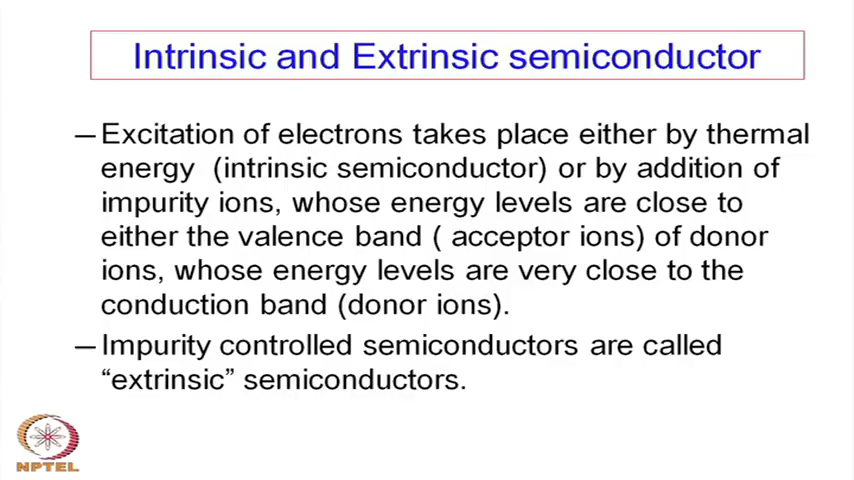 Intrinsic and Extrinsic semiconductor
— Excitation of electrons takes place either by thermal
energy (intrinsic semiconductor) or by addition of
impurity ions, whose energy levels are close to
either the valence band ( acceptor ions) of donor
ions, whose energy levels are very close to the
conduction band (donor ions).
— Impurity controlled semiconductors are called
“extrinsic” semiconductors.
NPTEL